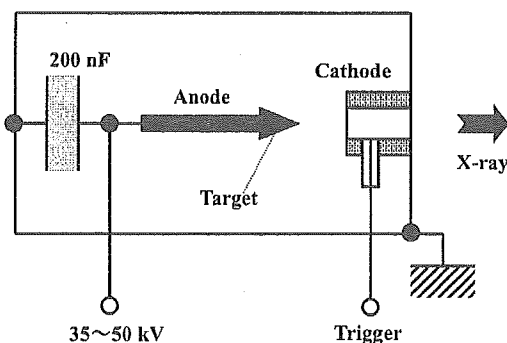 200 nF
Cathode
Anode
X-ray
Target
35～50 kV
Trigger